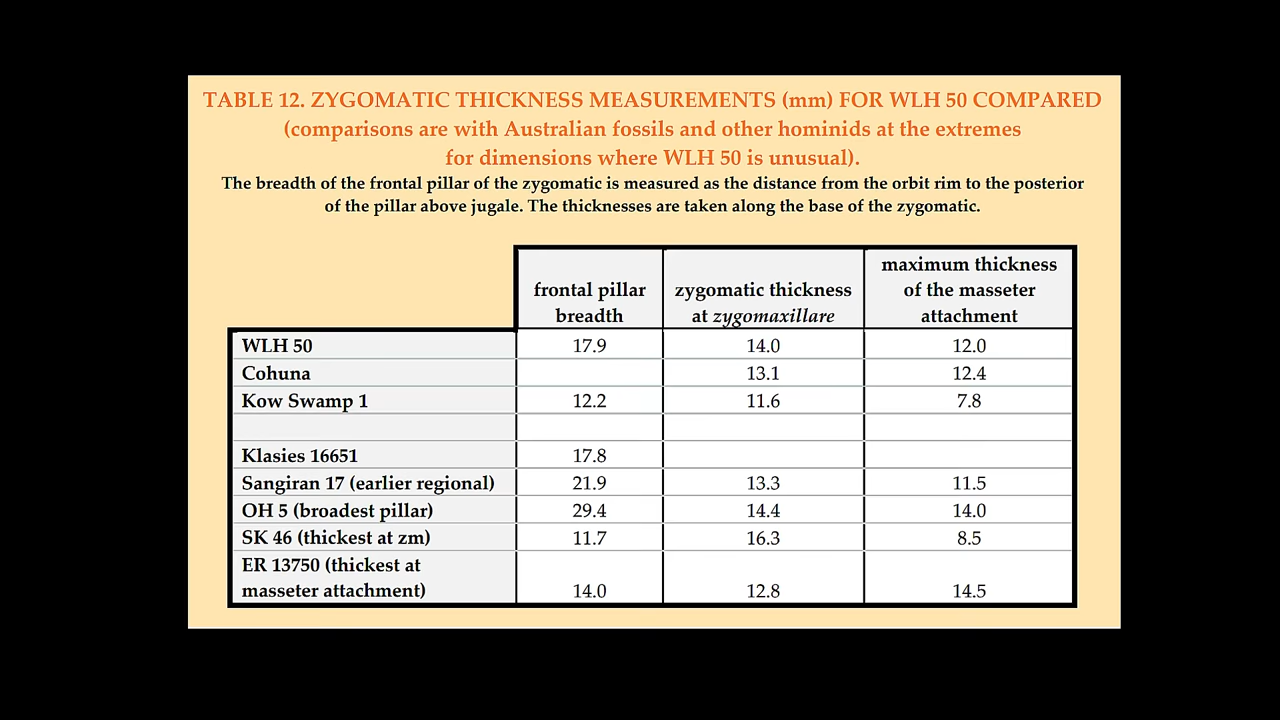 TABLE 12. ZYGOMATIC THICKNESS MEASUREMENTS (mm) FOR WLH 50 COMPARED
(comparisons are with Australian fossils and other hominids at the extremes
for dimensions where WLH 50 is unusual).
The breadth of the frontal pillar of the zygomatic is measured as the distance from the orbit rim to the posterior
of the pillar above jugale. The thicknesses are taken along the base of the zygomatic.
frontal pillar breadth zygomatic thickness at zygomaxillare maximum thickness of the masseter attachment
WLH 50 17.9 14.0 12.0
Cohuna 13.1 12.4
Kow Swamp 1 12.2 11.6 7.8
Klasies 16651 17.8
Sangiran 17 (earlier regional) 21.9 13.3 11.5
OH 5 (broadest pillar) 29.4 14.4 14.0
SK 46 (thickest at zm) 11.7 16.3 8.5
ER 13750 (thickest at
masseter attachment) 14.0 12.8 14.5